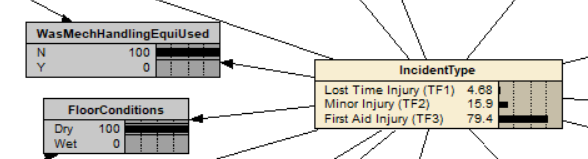 WasMechHandlingEquiUsed
N 100
Y 0
IncidentType
Lost Time Injury (TF1) 4.68
Minor Injury (TF2) 15.9
First Aid Injury (TF3) 79.4
FloorConditions
Dry 100
Wet 0